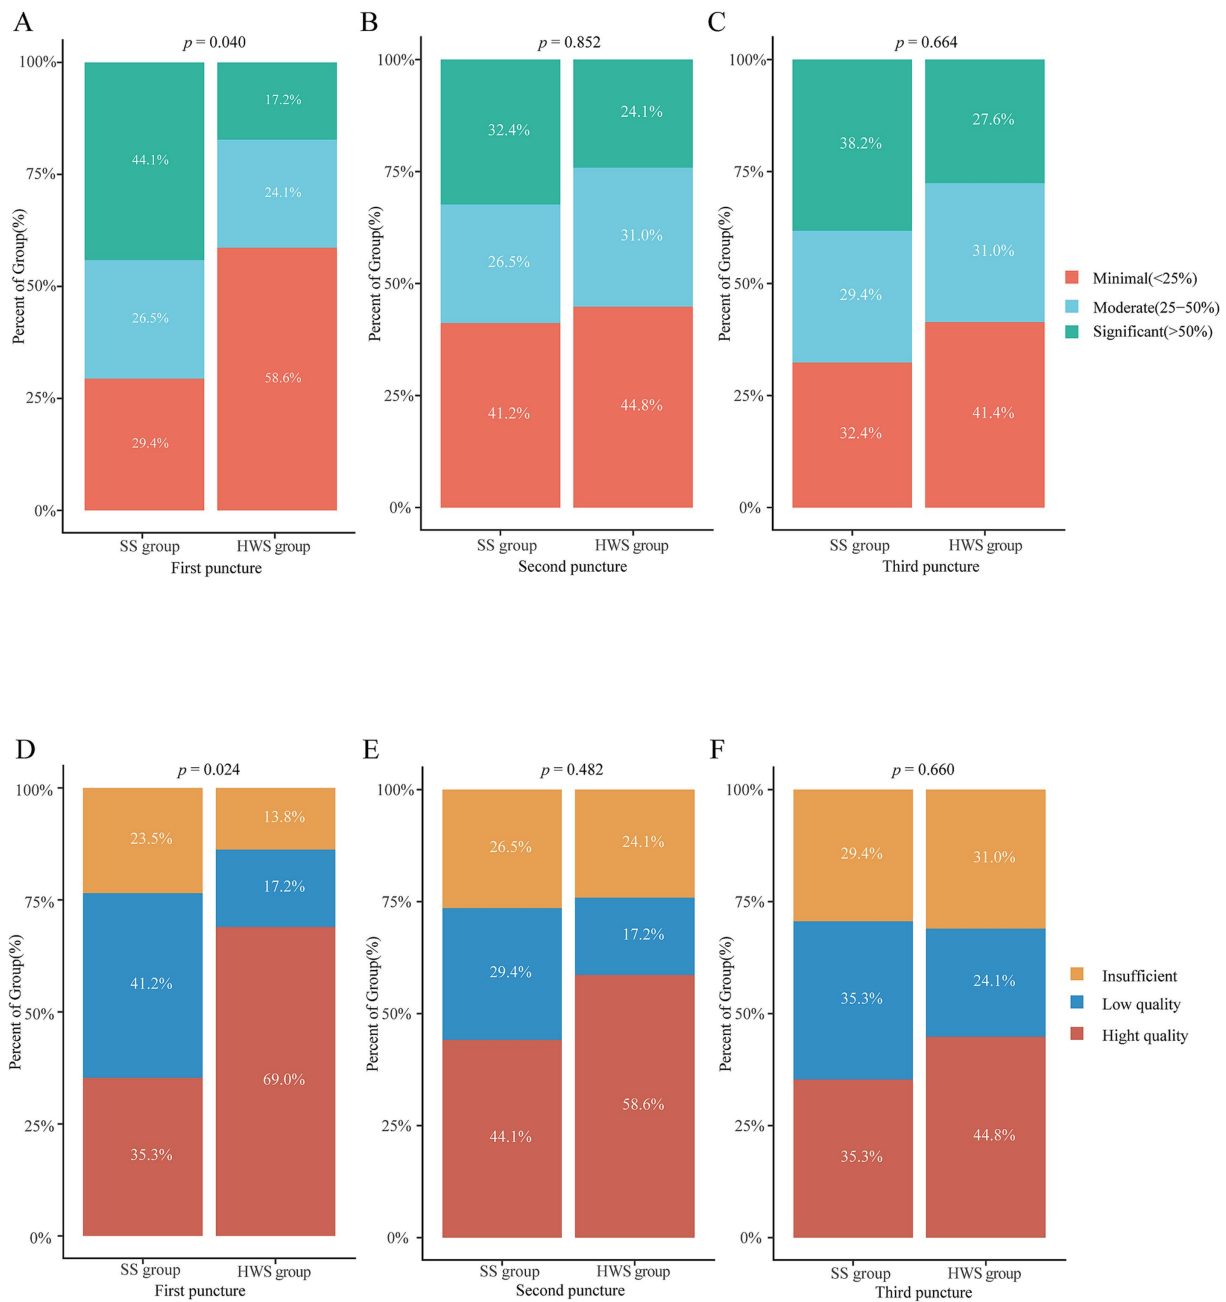 A
p = 0.040
100%
75%
50%
25%
0%
Percent of Group(%)
44.1%
26.5%
29.4%
17.2%
24.1%
58.6%
SS group
HWS group
First puncture
B
p = 0.852
100%
75%
50%
25%
0%
Percent of Group(%)
32.4%
26.5%
41.2%
24.1%
31.0%
44.8%
SS group
HWS group
Second puncture
C
p = 0.664
100%
75%
50%
25%
0%
Percent of Group(%)
38.2%
29.4%
32.4%
27.6%
31.0%
41.4%
SS group
HWS group
Third puncture
Minimal(<25%)
Moderate(25−50%)
Significant(>50%)
D
p = 0.024
100%
75%
50%
25%
0%
Percent of Group(%)
23.5%
41.2%
35.3%
13.8%
17.2%
69.0%
SS group
HWS group
First puncture
E
p = 0.482
100%
75%
50%
25%
0%
Percent of Group(%)
26.5%
29.4%
44.1%
24.1%
17.2%
58.6%
SS group
HWS group
Second puncture
F
p = 0.660
100%
75%
50%
25%
0%
Percent of Group(%)
29.4%
35.3%
35.3%
31.0%
24.1%
44.8%
SS group
HWS group
Third puncture
Insufficient
Low quality
Hight quality